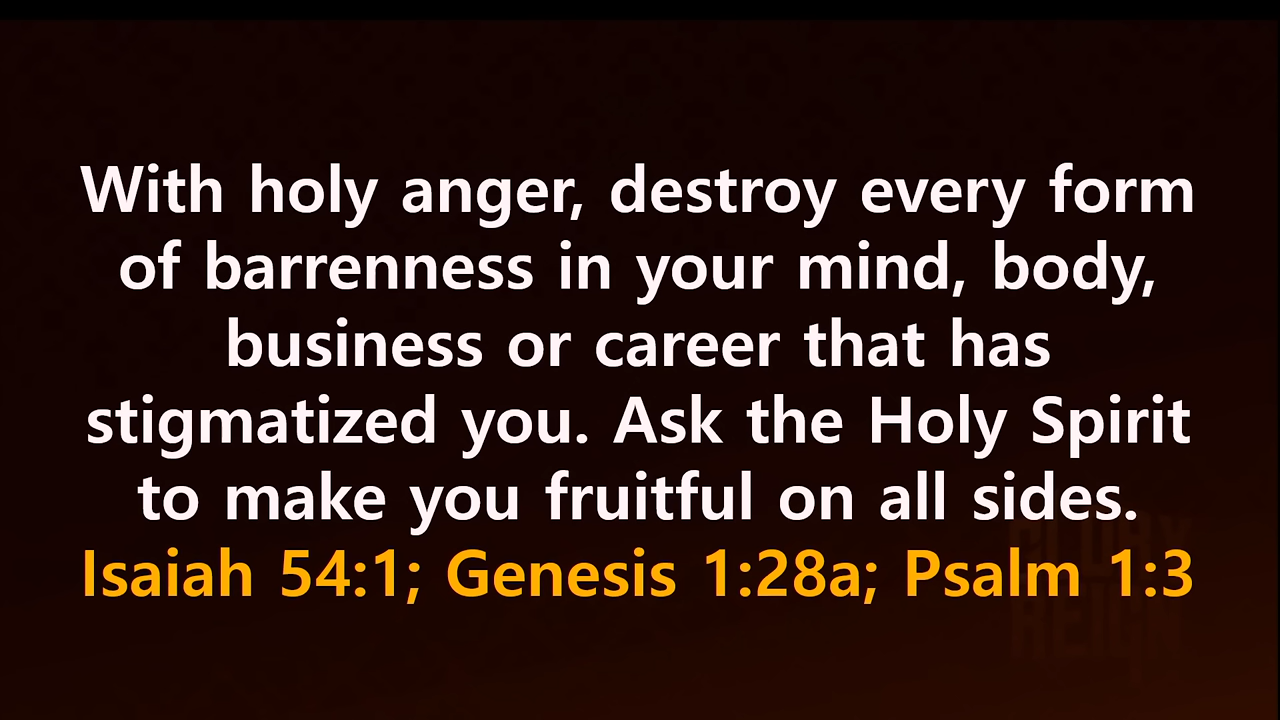 With holy anger, destroy every form
of barrenness in your mind, body,
business or career that has
stigmatized you. Ask the Holy Spirit
to make you fruitful on all sides.
Isaiah 54:1; Genesis 1:28a; Psalm 1:3
GLORY
REIGN